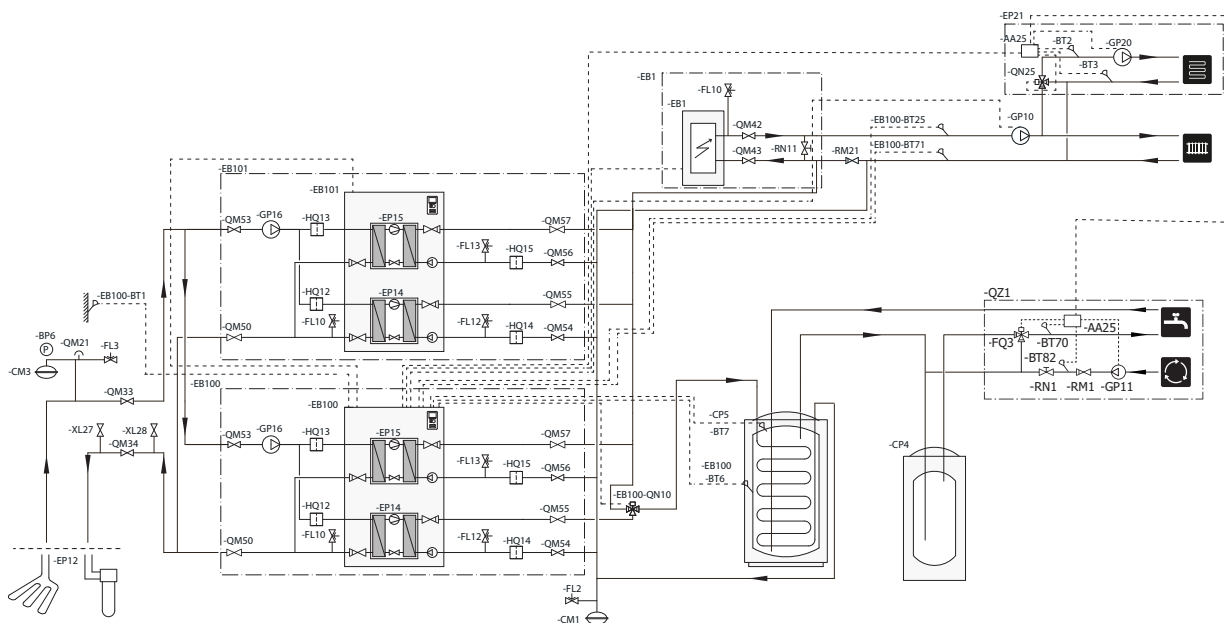 -EP21
-AA25
-BT2
-GP20
-BT3
-QN25
-EB1
-FL10
-EB1
-QM42
-EB100-BT25
-GP10
-QM43
-RN11
-RM21
-EB100-BT71
-EB101
-EB101
-QM53
-GP16
-HQ13
-EP15
-QM57
-FL13
-HQ15
-QM56
-HQ12
-EP14
-QM55
-FL10
-FL12
-QM50
-HQ14
-QM54
-EB100-BT1
-BP6
P
-QM21
-FL3
-CM3
-QM33
-XL27
-XL28
-QM34
-EP12
-EB100
-EB100
-QM53
-GP16
-HQ13
-EP15
-QM57
-FL13
-HQ15
-QM56
-HQ12
-EP14
-QM55
-FL10
-FL12
-QM50
-HQ14
-QM54
-EB100-QN10
-FL2
-CM1
-CP5
-BT7
-EB100
-BT6
-CP4
-QZ1
-AA25
-FQ3
-BT70
-BT82
-RN1
-RM1
-GP11